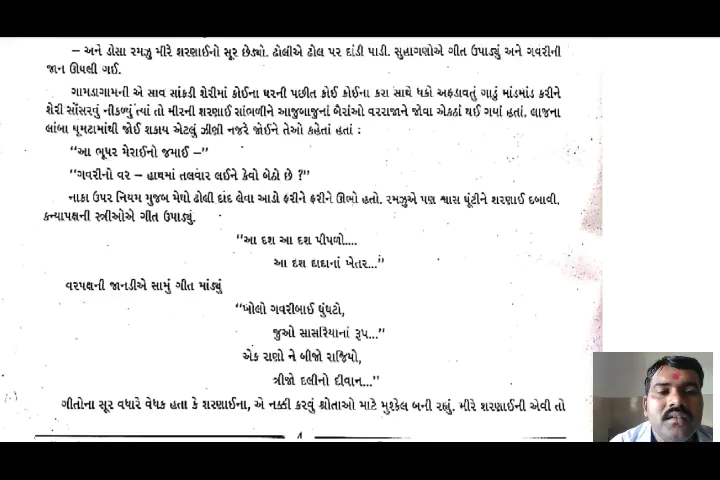 – અને ડોસા રમઝુ મીરે શરણાઈનો સૂર છેડ્યો. ઢોલીએ ઢોલ પર દાંડી પાડી. સુહાગણોએ ગીત ઉપાડ્યું અને ગવરીની
જાન ઊપલી ગઈ.
ગામડાગામની એ સાવ સાંકડી શેરીમાં કોઈના ઘરની પછીત કોઈ કોઈના કરા સાથે ધકો અફડાવતું ગાડું માંડમાંડ કરીને
શેરી સોંસરવું નીકળ્યું ત્યાં તો મીરની શરણાઈ સાંભળીને આજુબાજુનાં બૈરાંઓ વરરાજાને જોવા એકઠાં થઈ ગયાં હતાં. લાજના
લાંબા ઘૂમટામાંથી જોઈ શકાય એટલું ઝીણી નજરે જોઈને તેઓ કહેતાં હતાં :
"આ ભૂધર મેરાઈનો જમાઈ –"
"ગવરીનો વર – હાથમાં તલવાર લઈને કેવો બેઠો છે ?"
નાકા ઉપર નિયમ મુજબ મેઘો ઢોલી દાંદ લેવા આડો ફરીને ફરીને ઊભો હતો. રમઝુએ પણ શ્વાસ ઘૂંટીને શરણાઈ દબાવી.
કન્યાપક્ષની સ્ત્રીઓએ ગીત ઉપાડ્યું.
"આ દશ આ દશ પીપળો....
આ દશ દાદાનાં ખેતર..."
વરપક્ષની જાનડીએ સામું ગીત માંડ્યું
"ખોલો ગવરીબાઈ ઘુંઘટો,
જુઓ સાસરિયાનાં રૂપ..."
એક રાણો ને બીજો રાજિયો,
ત્રીજો દલીનો દીવાન..."
ગીતોના સૂર વધારે વેધક હતા કે શરણાઈના, એ નક્કી કરવું શ્રોતાઓ માટે મુશ્કેલ બની રહ્યું. મીરે શરણાઈની એવી તો